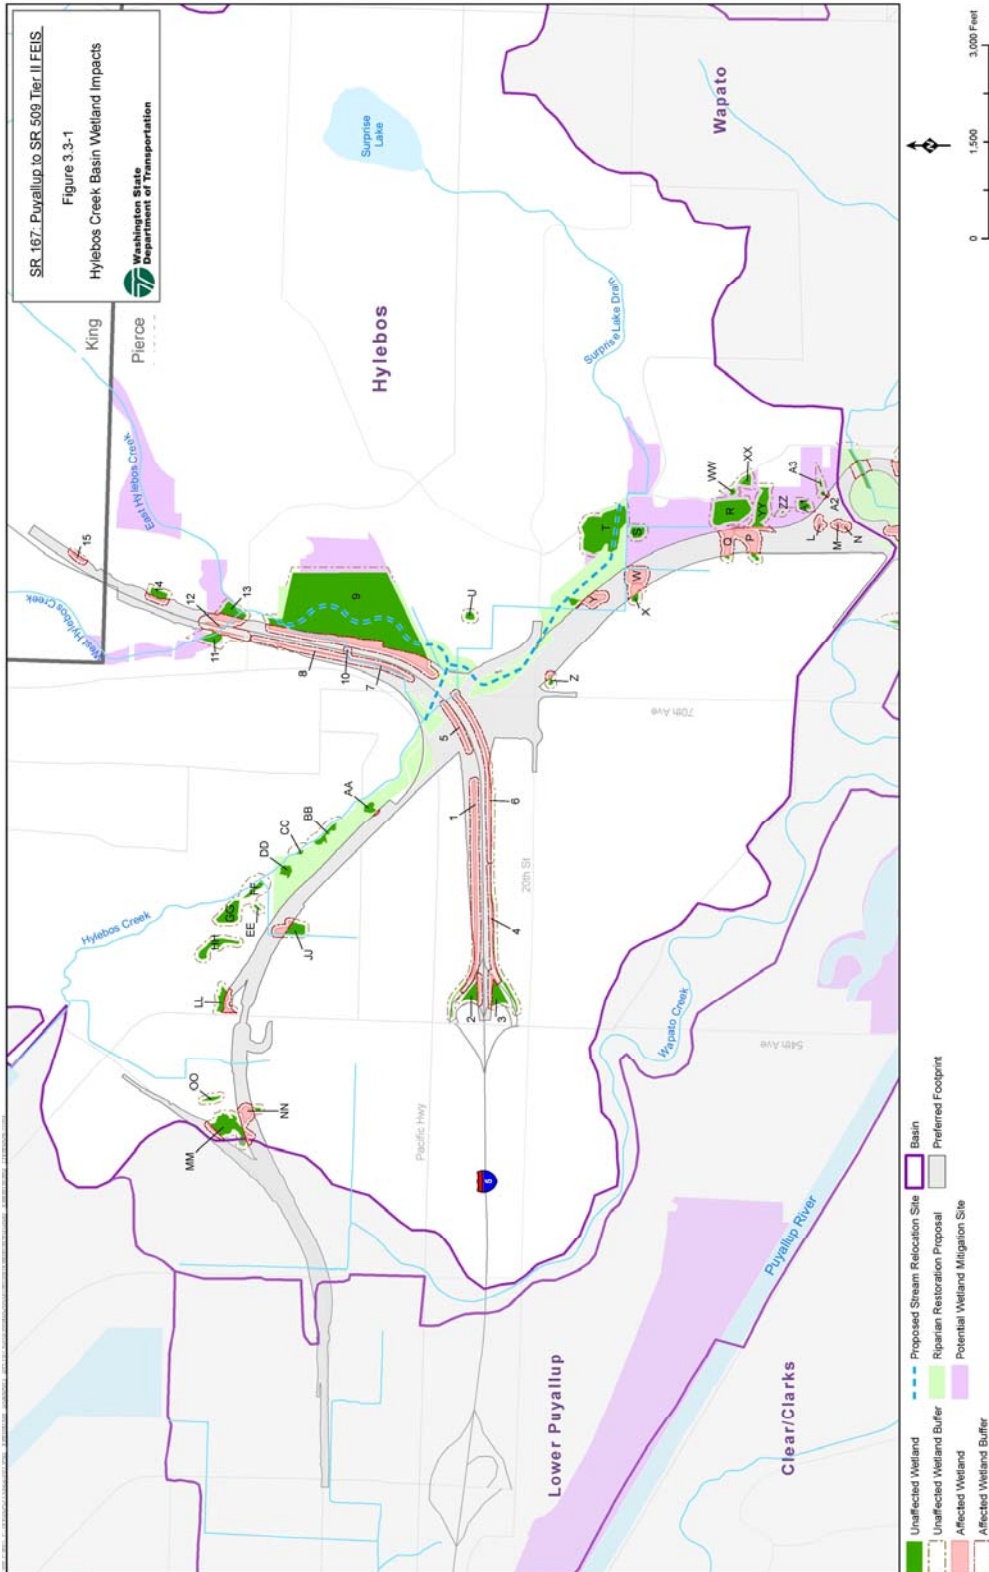 SR 167: Puyallup to SR 509 Tier II FEIS
Figure 3.3-1
Hylebos Creek Basin Wetland Impacts
Washington State
Department of Transportation
King
Pierce
Surprise
Lake
Wapato
Hylebos
Surprise Lake Drain
East Hylebos Creek
West Hylebos Creek
15
14
12
13
11
9
8
10
7
U
T
S
W
X
Z
R
WW
XX
YY
ZZ
Q
P
A1
A2
A3
L
M
N
70th Ave
5
1
6
4
2
3
20th St
AA
BB
CC
DD
EE
FF
GG
HH
JJ
LL
OO
NN
MM
Hylebos Creek
Pacific Hwy
54th Ave
Wapato Creek
5
Puyallup River
Lower Puyallup
Clear/Clarks
Unaffected Wetland
Unaffected Wetland Buffer
Affected Wetland
Affected Wetland Buffer
Proposed Stream Relocation Site
Riparian Restoration Proposal
Potential Wetland Mitigation Site
Basin
Preferred Footprint
N
0 1,500 3,000 Feet